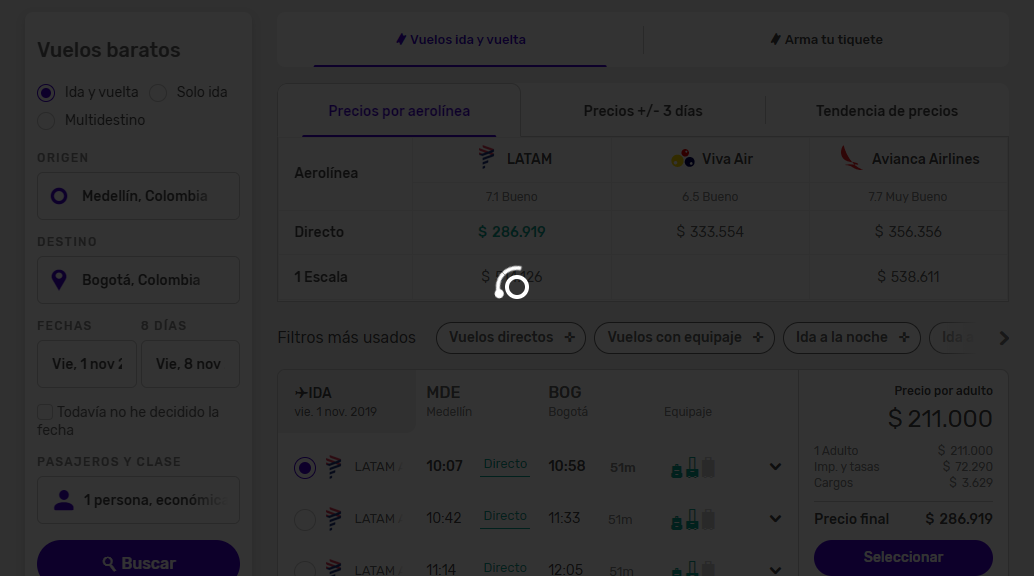 Vuelos baratos
Ida y vuelta
Solo ida
Multidestino
ORIGEN
Medellín, Colombia
DESTINO
Bogotá, Colombia
FECHAS
8 DÍAS
Vie, 1 nov
Vie, 8 nov
Todavía no he decidido la
fecha
PASAJEROS Y CLASE
1 persona, económica
Buscar
Vuelos ida y vuelta
Arma tu tiquete
Precios por aerolínea
Precios +/- 3 días
Tendencia de precios
Aerolínea
LATAM
Viva Air
Avianca Airlines
7.1 Bueno
6.5 Bueno
7.7 Muy Bueno
Directo
$ 286.919
$ 333.554
$ 356.356
1 Escala
$ 538.611
Filtros más usados
Vuelos directos
Vuelos con equipaje
Ida a la noche
Ida a
IDA
MDE
BOG
vie. 1 nov. 2019
Medellín
Bogotá
Equipaje
LATAM
10:07
Directo
10:58
51m
LATAM
10:42
Directo
11:33
51m
LATAM
11:14
Directo
12:05
51m
Precio por adulto
$ 211.000
1 Adulto $ 211.000
Imp. y tasas $ 72.290
Cargos $ 3.629
Precio final $ 286.919
Seleccionar